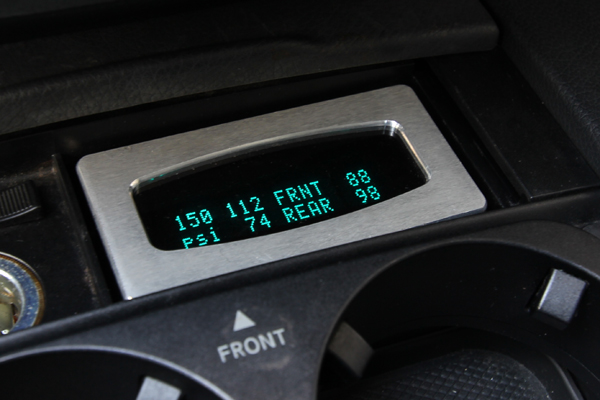 150 112 FRNT 88
psi 74 REAR 98
FRONT